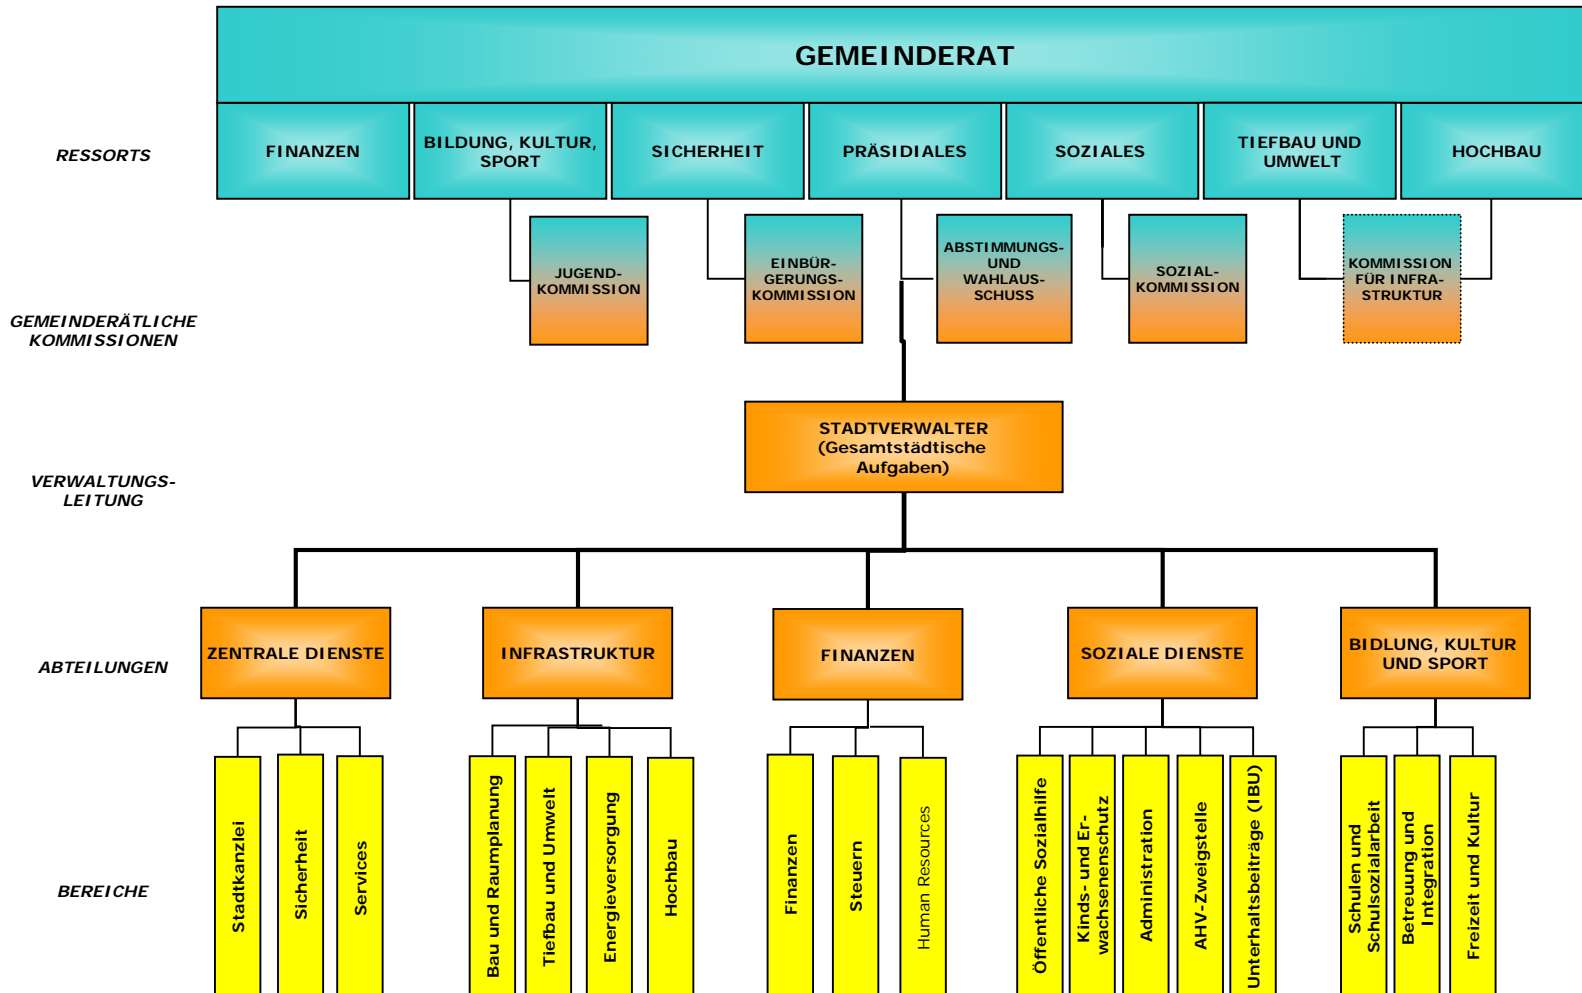 GEMEINDERAT
RESSORTS
FINANZEN
BILDUNG, KULTUR,
SPORT
SICHERHEIT
PRÄSIDIALES
SOZIALES
TIEFBAU UND
UMWELT
HOCHBAU
GEMEINDERÄTLICHE
KOMMISSIONEN
JUGEND-
KOMMISSION
EINBÜR-
GERUNGS-
KOMMISSION
ABSTIMMUNGS-
UND
WAHLAUS-
SCHUSS
SOZIAL-
KOMMISSION
KOMMISSION
FÜR INFRA-
STRUKTUR
VERWALTUNGS-
LEITUNG
STADTVERWALTER
(Gesamtstädtische
Aufgaben)
ABTEILUNGEN
ZENTRALE DIENSTE
INFRASTRUKTUR
FINANZEN
SOZIALE DIENSTE
BIDLUNG, KULTUR
UND SPORT
BEREICHE
Stadtkanzlei
Sicherheit
Services
Bau und Raumplanung
Tiefbau und Umwelt
Energieversorgung
Hochbau
Finanzen
Steuern
Human Resources
Öffentliche Sozialhilfe
Kinds- und Er-
wachsenenschutz
Administration
AHV-Zweigstelle
Unterhaltsbeiträge (IBU)
Schulen und
Schulsozialarbeit
Betreuung und
Integration
Freizeit und Kultur